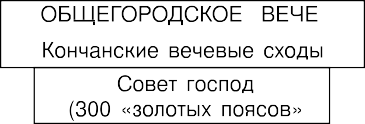 ОБЩЕГОРОДСКОЕ ВЕЧЕ
Кончанские вечевые сходы
Совет господ
(300 «золотых поясов»